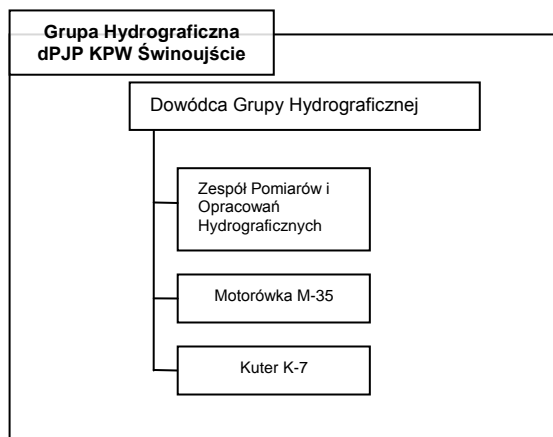 Grupa Hydrograficzna
dPJP KPW Świnoujście
Dowódca Grupy Hydrograficznej
Zespół Pomiarów i
Opracowań
Hydrograficznych
Motorówka M-35
Kuter K-7